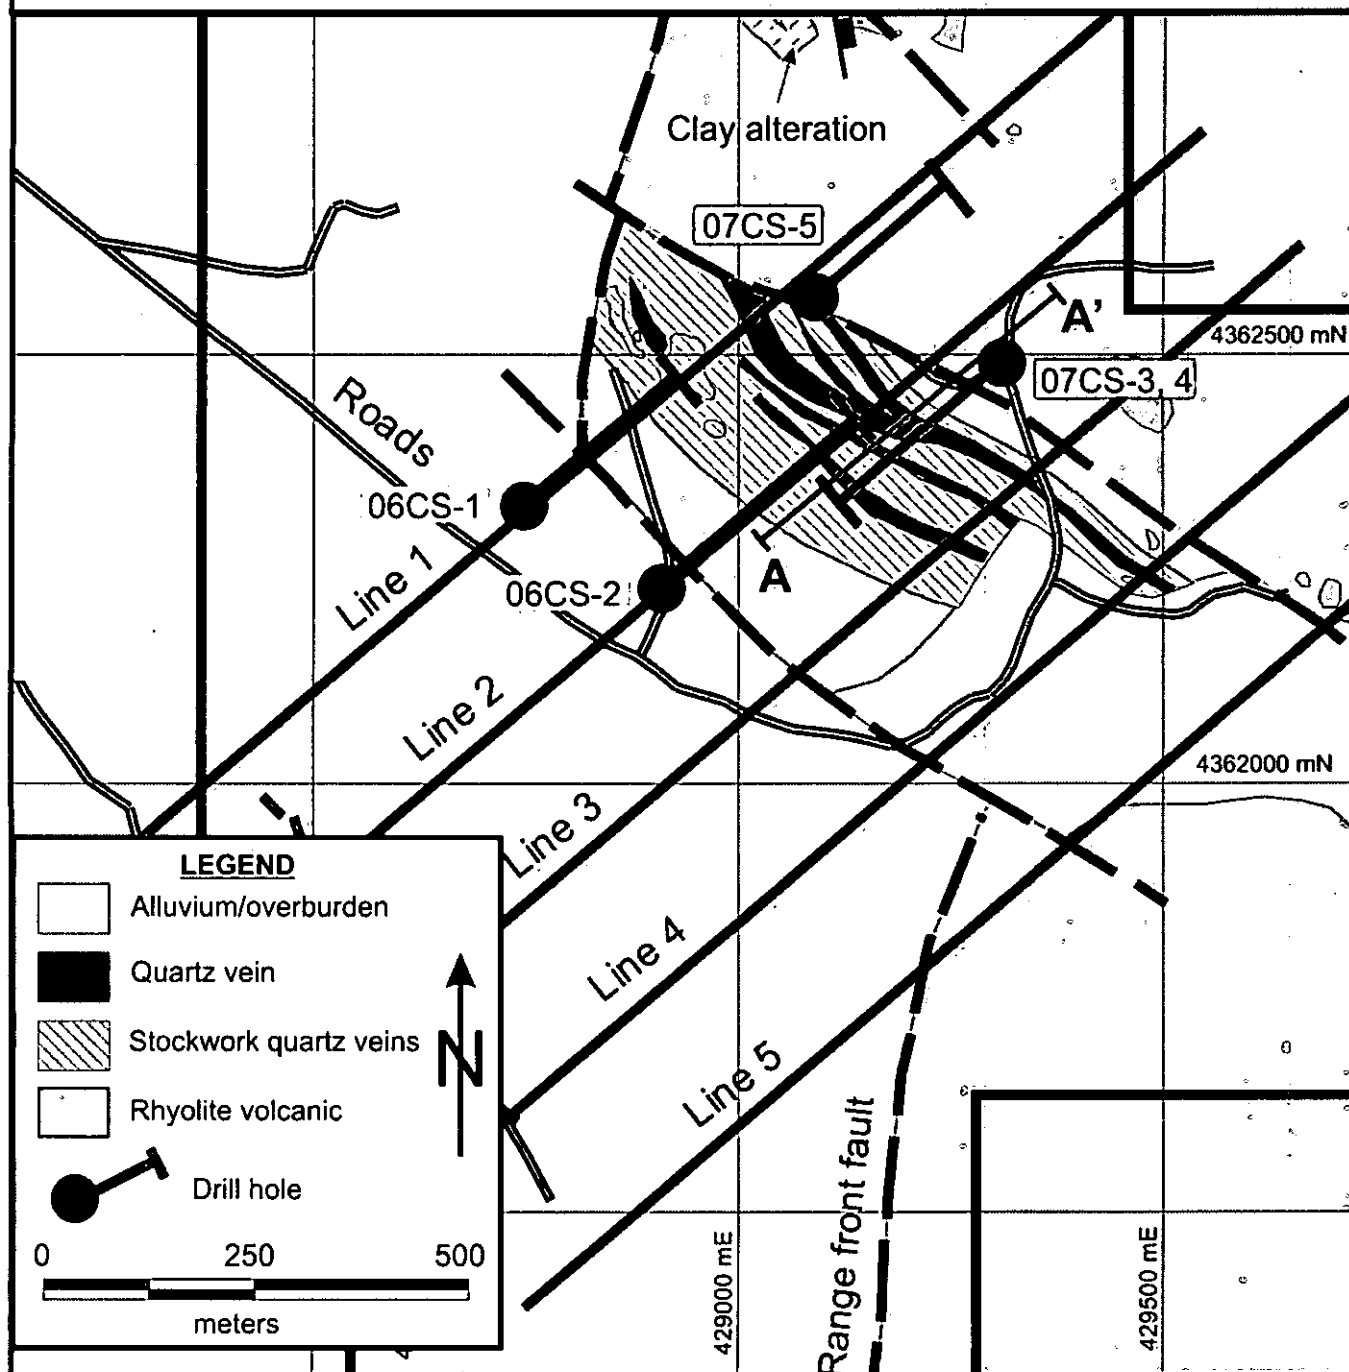 Clay alteration
07CS-5
A'
4362500 mN
07CS-3, 4
Roads
06CS-1
Line 1
06CS-2
A
Line 2
4362000 mN
Line 3
Line 4
Line 5
LEGEND
Alluvium/overburden
Quartz vein
Stockwork quartz veins
Rhyolite volcanic
Drill hole
N
0 250 500
meters
429000 mE
Range front fault
429500 mE